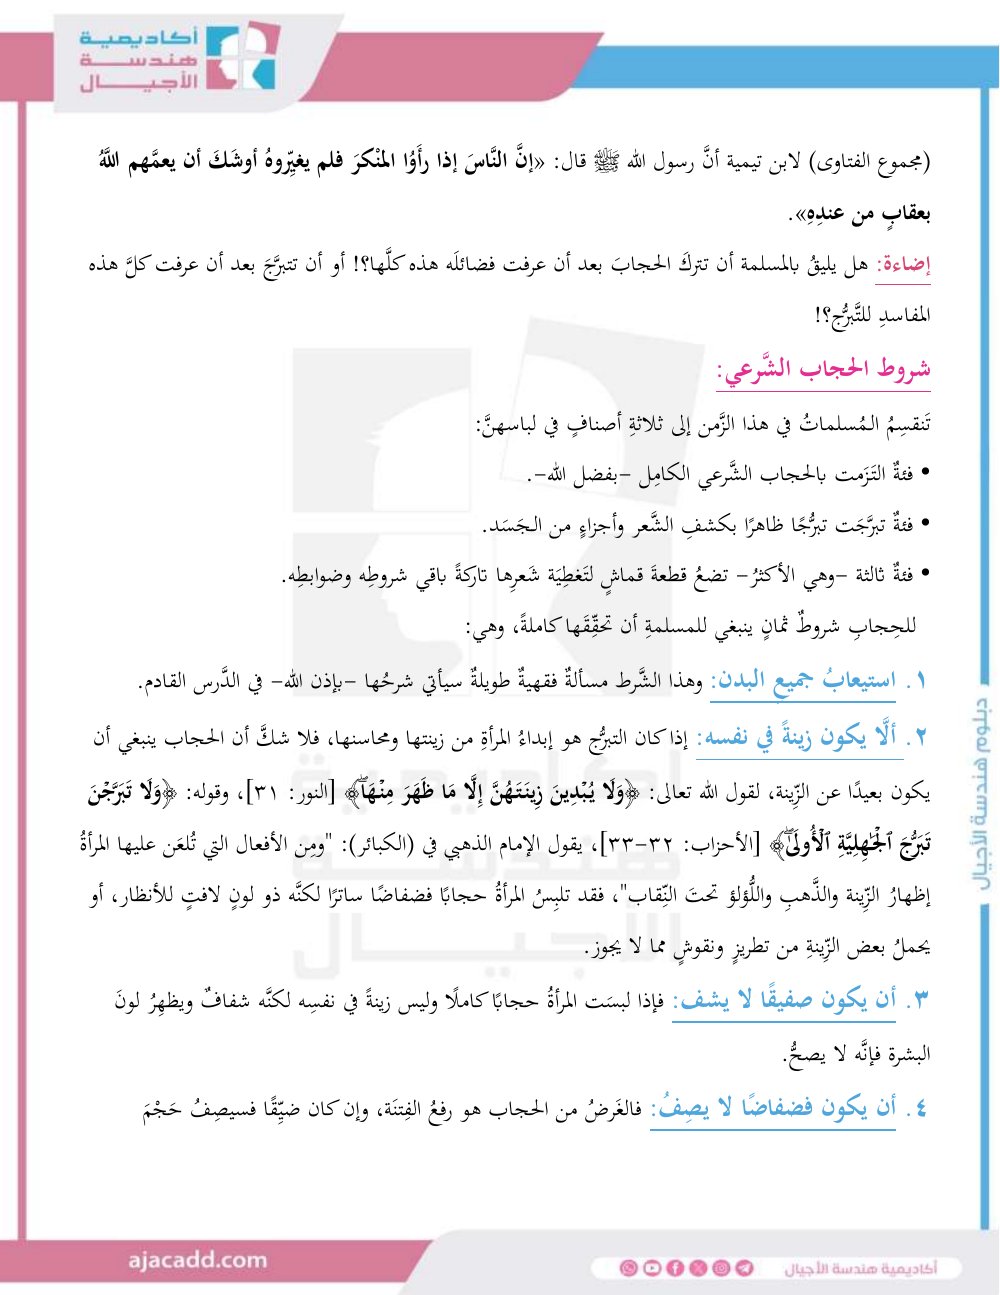 أكاديمية
هندسة
الأجيال
(مجموع الفتاوى) لابن تيمية أنَّ رسول الله ﷺ قال: «إنَّ النَّاسَ إذا رأَوُا المْنكرَ فلم يغيِّروهُ أوشَكَ أن يعمَّهم اللَّهُ
بعقابٍ من عندِهِ».
إضاءة: هل يليقُ بالمسلمة أن تتركَ الحجابَ بعد أن عرفت فضائلَه هذه كلَّها؟! أو أن تتبرَّجَ بعد أن عرفت كلَّ هذه
المفاسدِ للتَّبرُّج؟!
شروط الحجاب الشَّرعي:
تَنقسِمُ المُسلماتُ في هذا الزَّمن إلى ثلاثةِ أصنافٍ في لباسهنَّ:
• فئةٌ التَزَمت بالحجاب الشَّرعي الكامِل –بفضل الله–.
• فئةٌ تبرَّجَت تبرُّجًا ظاهرًا بكشفِ الشَّعر وأجزاءٍ من الجَسَد.
• فئةٌ ثالثة –وهي الأكثرُ– تضعُ قطعةَ قماشٍ لتَغطِيَة شَعرِها تاركةً باقي شروطِه وضوابطِه.
للحِجابِ شروطٌ ثمانٍ ينبغي للمسلمةِ أن تحقِّقَها كاملةً، وهي:
١. استيعابُ جميع البدن: وهذا الشَّرط مسألةٌ فقهيةٌ طويلةٌ سيأتي شرحُها –بإذن الله– في الدَّرس القادم.
٢. ألَّا يكون زينةً في نفسه: إذا كان التبرُّج هو إبداءُ المرأةِ من زينتها ومحاسنها، فلا شكَّ أن الحجاب ينبغي أن
يكون بعيدًا عن الزِّينة، لقول الله تعالى: ﴿وَلَا يُبْدِينَ زِينَتَهُنَّ إِلَّا مَا ظَهَرَ مِنْهَاۖ﴾ [النور: ٣١]، وقوله: ﴿وَلَا تَبَرَّجْنَ
تَبَرُّجَ ٱلْجَٰهِلِيَّةِ ٱلْأُولَىٰۖ﴾ [الأحزاب: ٣٢-٣٣]، يقول الإمام الذهبي في (الكبائر): "ومِن الأفعال التي تُلعَن عليها المرأةُ
إظهارُ الزِّينة والذَّهبِ واللُّؤلؤ تحتَ النِّقاب"، فقد تلبِسُ المرأةُ حجابًا فضفاضًا ساترًا لكنَّه ذو لونٍ لافتٍ للأنظار، أو
يحملُ بعض الزِّينةِ من تطريزٍ ونقوشٍ مما لا يجوز.
٣. أن يكون صفيقًا لا يشف: فإذا لبسَت المرأةُ حجابًا كاملًا وليس زينةً في نفسِه لكنَّه شفافٌ ويظهِرُ لونَ
البشرة فإنَّه لا يصحُّ.
٤. أن يكون فضفاضًا لا يصِفُ: فالغَرضُ من الحجاب هو رفعُ الفِتنَة، وإن كان ضيِّقًا فسيصِفُ حَجْمَ
دبلوم هندسة الأجيال
أكاديمية
هندسة
الأجيال
أكاديمية هندسة الأجيال
ajacadd.com